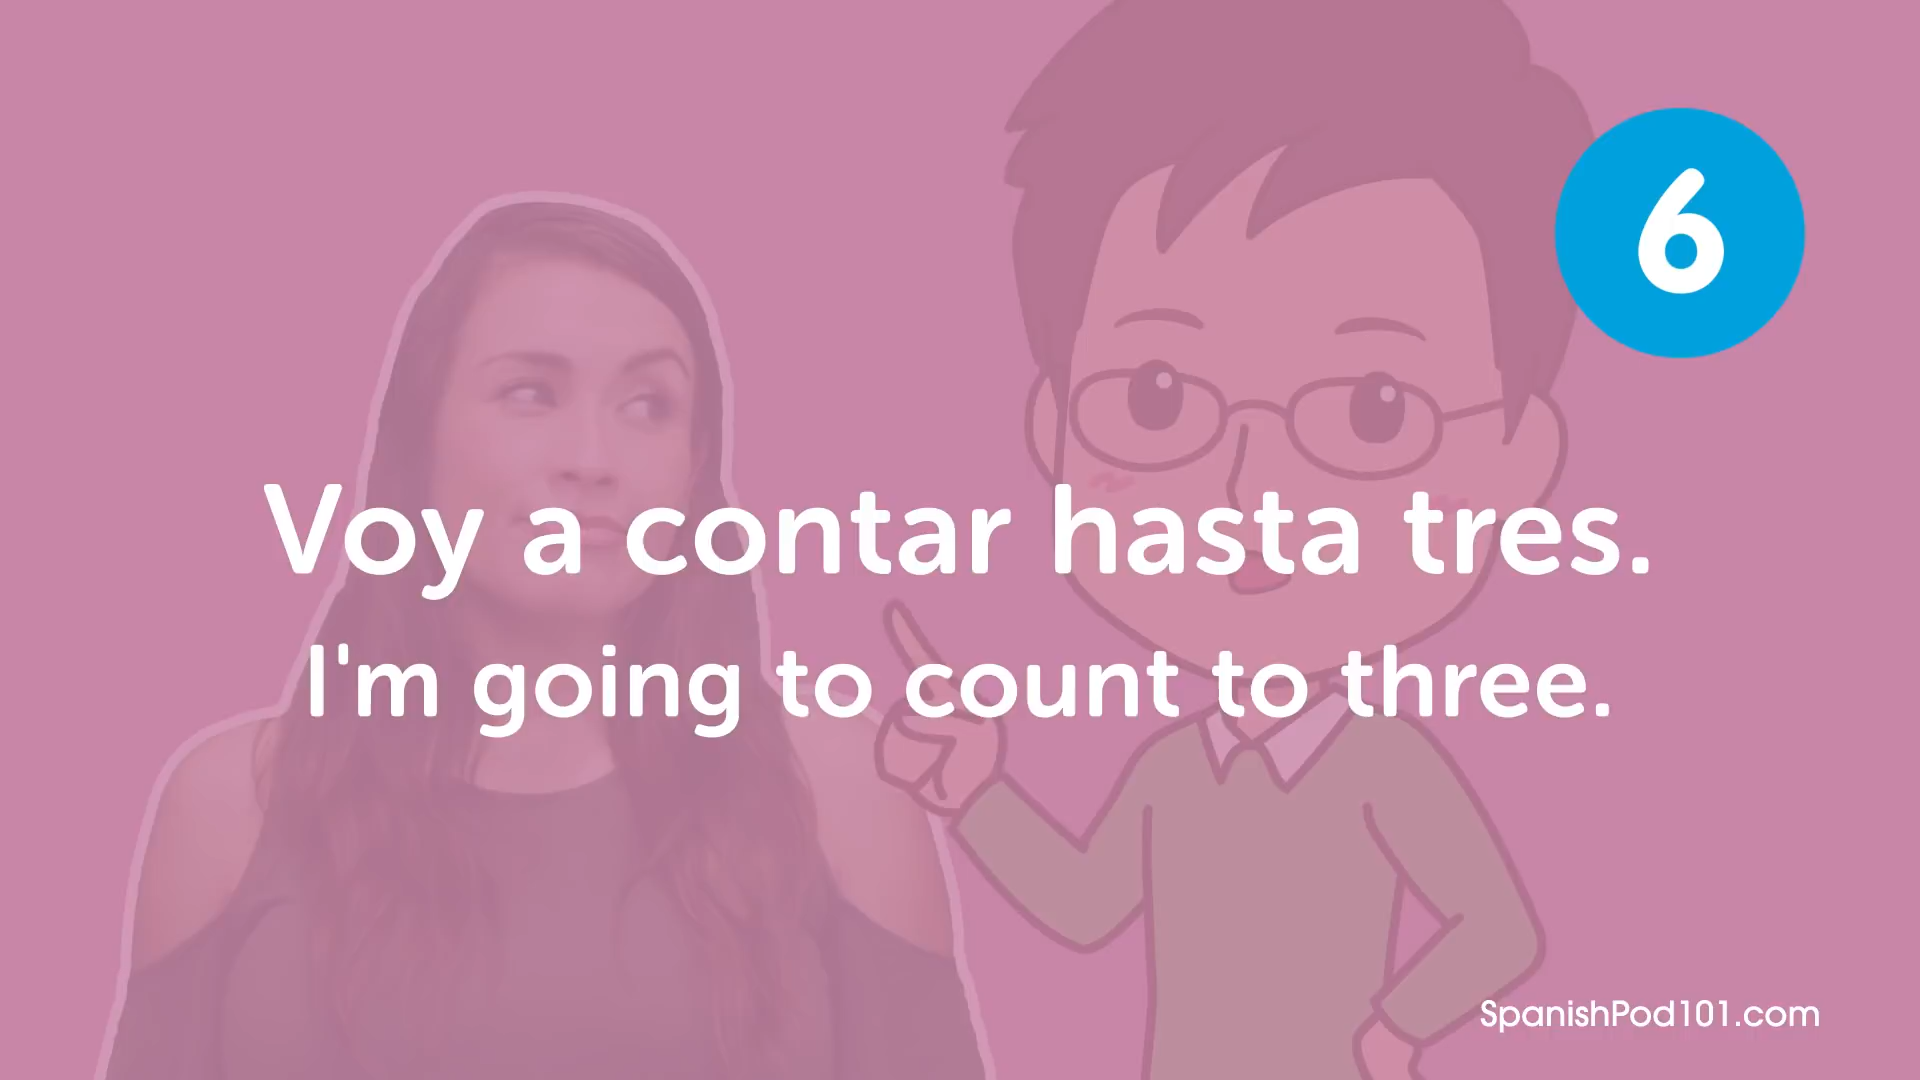 6
Voy a contar hasta tres.
I'm going to count to three.
SpanishPod101.com